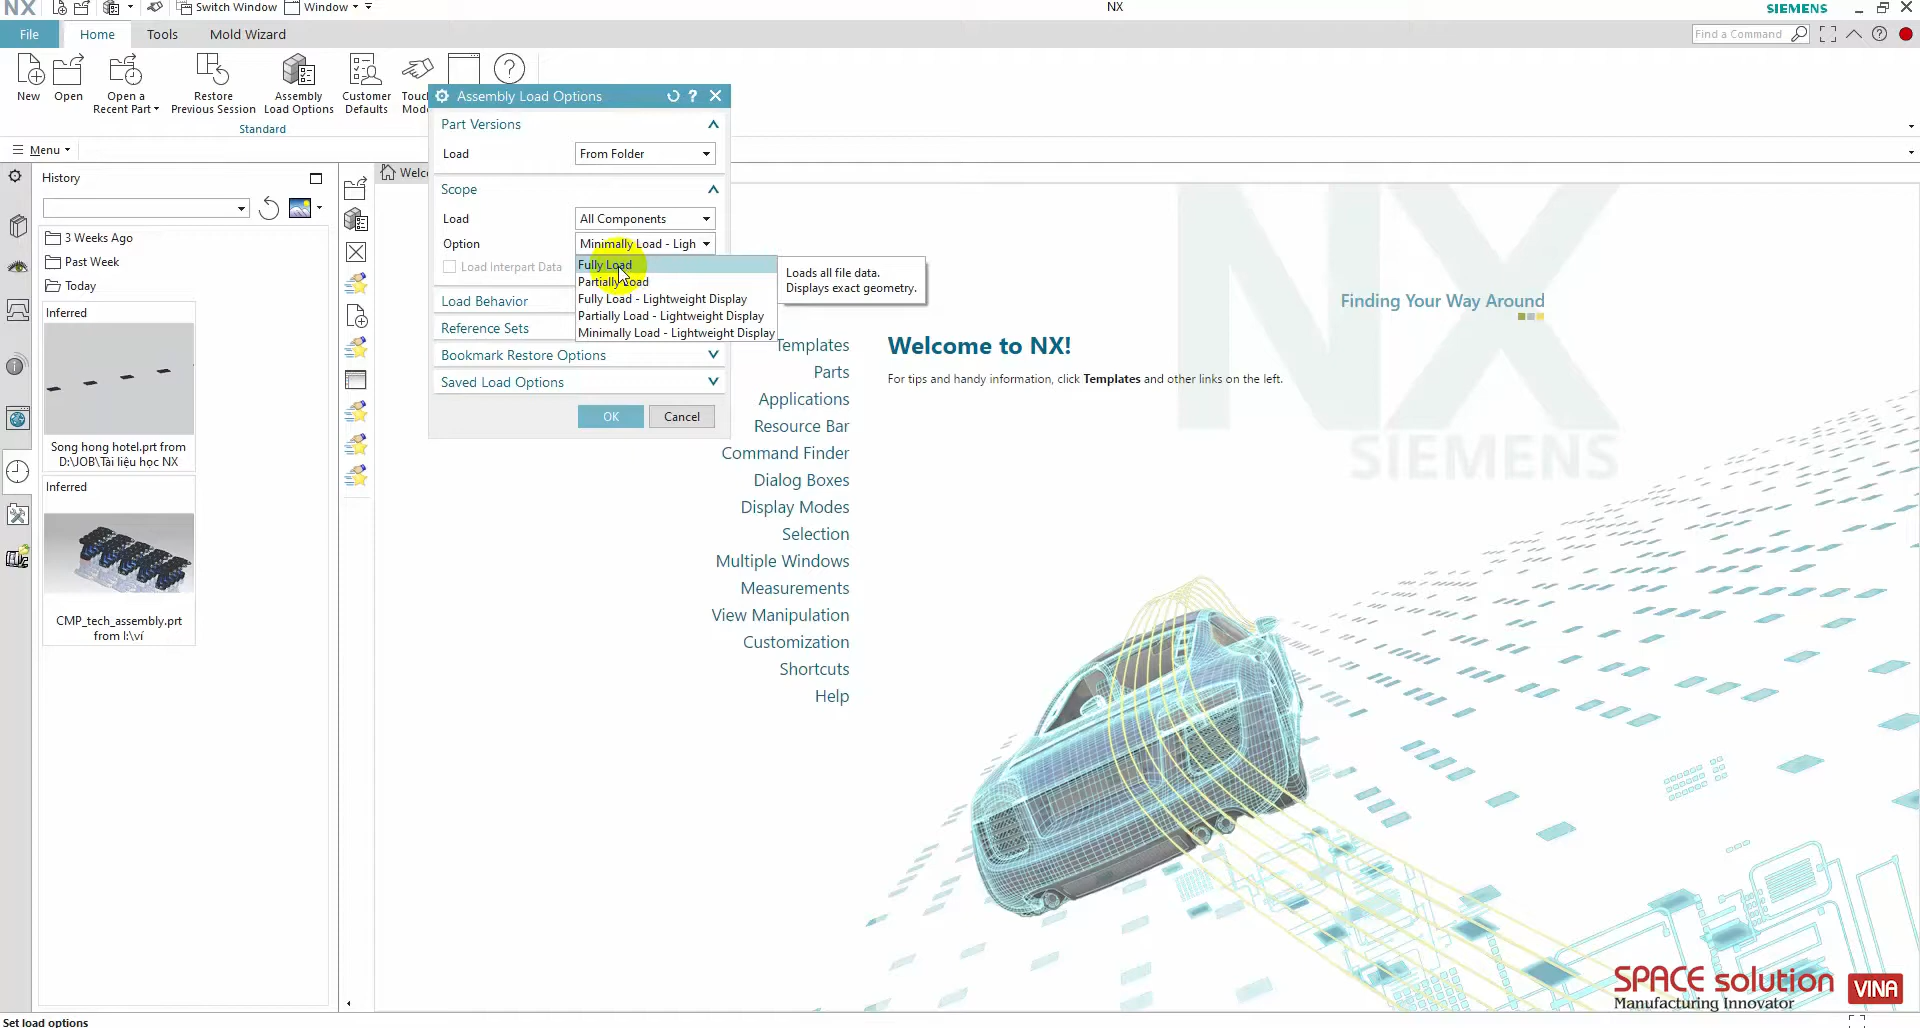 NX
Switch Window
Window
NX
SIEMENS
File
Home
Tools
Mold Wizard
Find a Command
New
Open
Open a
Recent Part
Restore
Previous Session
Assembly
Load Options
Customer
Defaults
Touc
Mod
Standard
Menu
Assembly Load Options
Part Versions
Load
From Folder
Scope
Load
All Components
Option
Minimally Load - Ligh
Load Interpart Data
Fully Load
Partially Load
Fully Load - Lightweight Display
Partially Load - Lightweight Display
Minimally Load - Lightweight Display
Loads all file data.
Displays exact geometry.
Load Behavior
Reference Sets
Bookmark Restore Options
Saved Load Options
OK
Cancel
History
3 Weeks Ago
Past Week
Today
Inferred
Song hong hotel.prt from
D:\JOB\Tài liệu học NX
Inferred
CMP_tech_assembly.prt
from I:\ví
Welc
NX
SIEMENS
Finding Your Way Around
Templates
Parts
Applications
Resource Bar
Command Finder
Dialog Boxes
Display Modes
Selection
Multiple Windows
Measurements
View Manipulation
Customization
Shortcuts
Help
Welcome to NX!
For tips and handy information, click Templates and other links on the left.
SPACE solution
Manufacturing Innovator
VINA
Set load options